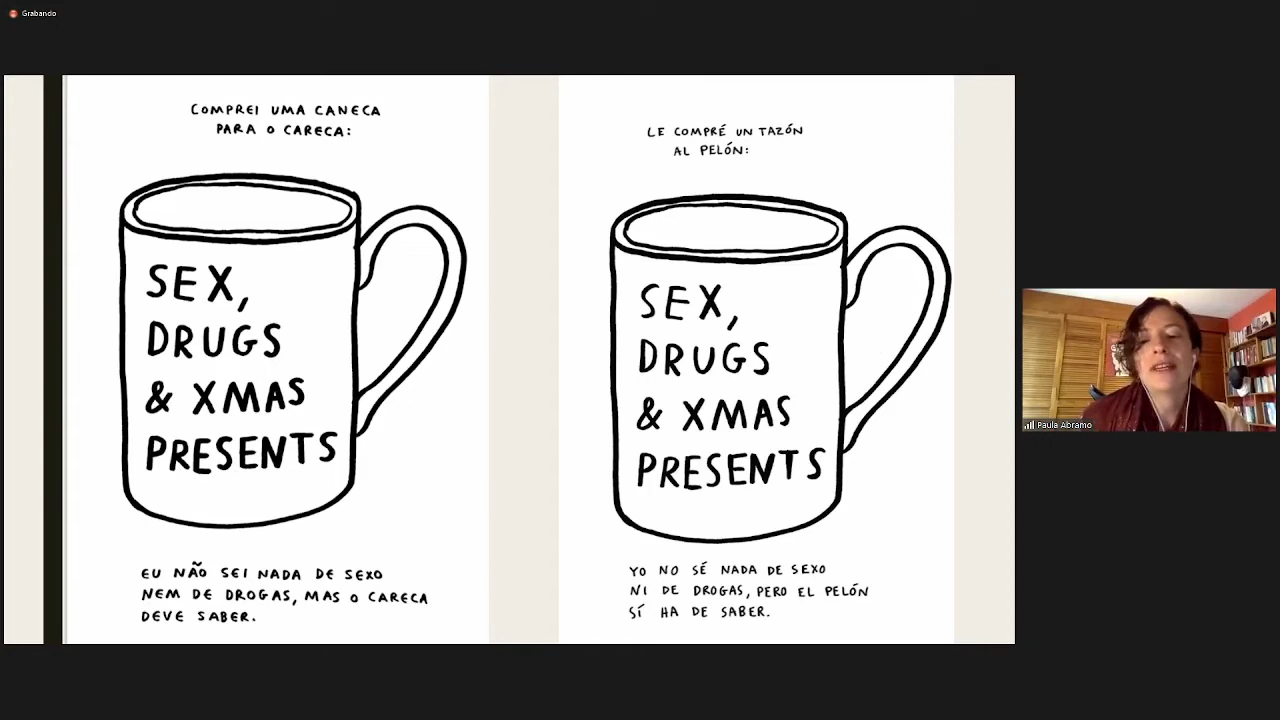 Grabando
COMPREI UMA CANECA
PARA O CARECA:
SEX,
DRUGS
& XMAS
PRESENTS
EU NÃO SEI NADA DE SEXO
NEM DE DROGAS, MAS O CARECA
DEVE SABER.
LE COMPRÉ UN TAZÓN
AL PELÓN:
SEX,
DRUGS
& XMAS
PRESENTS
YO NO SÉ NADA DE SEXO
NI DE DROGAS, PERO EL PELÓN
SÍ HA DE SABER.
Paula Abramo